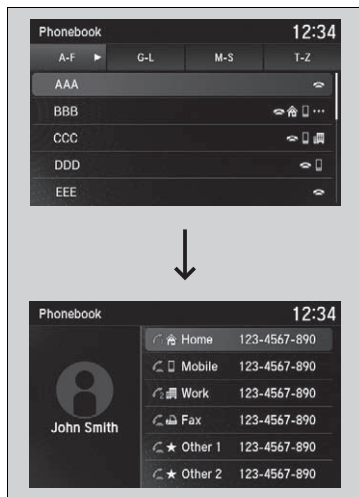 Phonebook 12:34
A-F G-L M-S T-Z
AAA
BBB
CCC
DDD
EEE
Phonebook 12:34
Home 123-4567-890
Mobile 123-4567-890
2 Work 123-4567-890
Fax 123-4567-890
John Smith
Other 1 123-4567-890
Other 2 123-4567-890